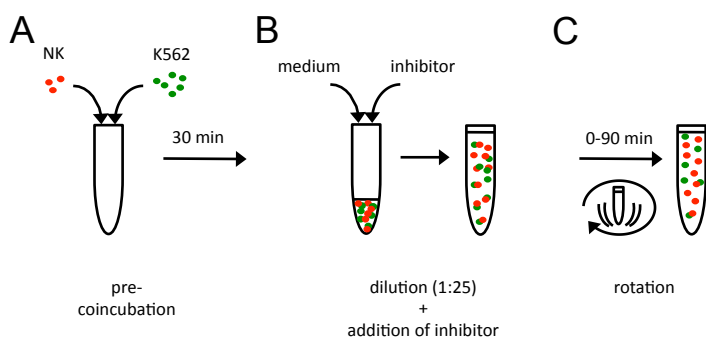 A
NK
K562
30 min
pre-
coincubation
B
medium
inhibitor
dilution (1:25)
+
addition of inhibitor
C
0-90 min
rotation